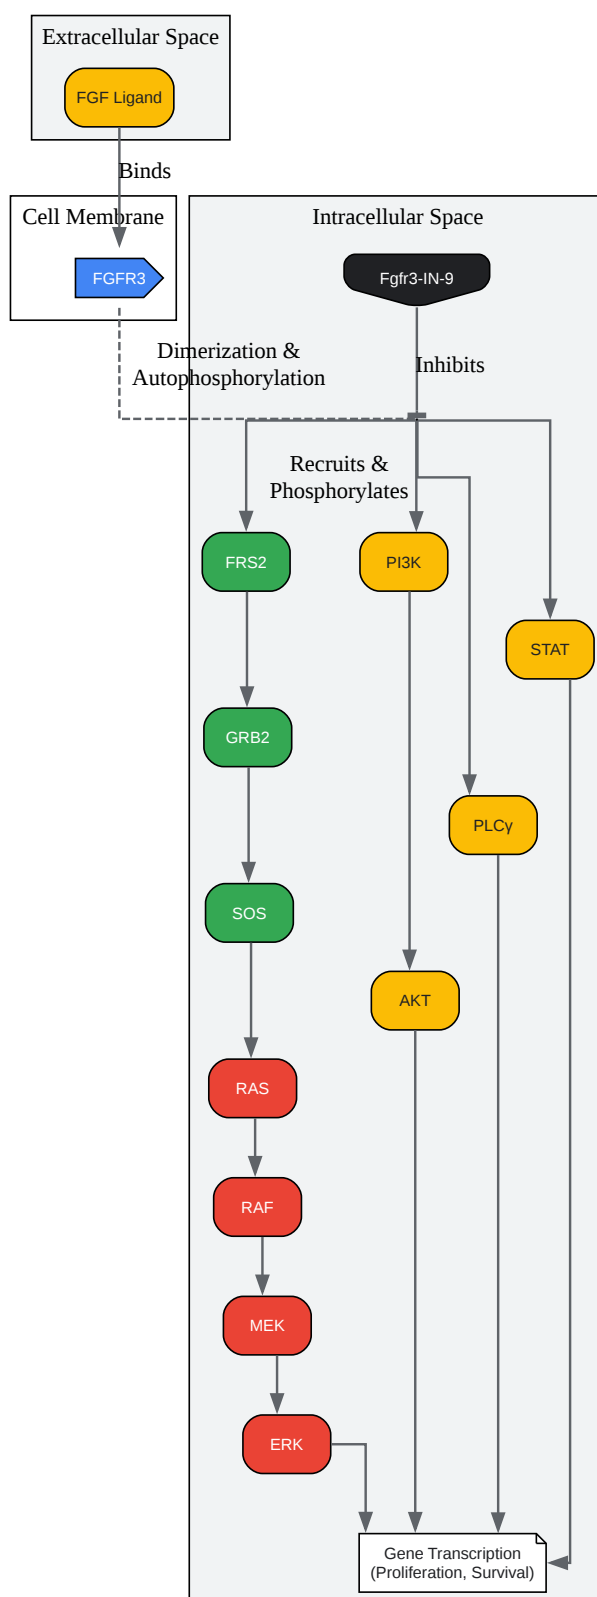 Extracellular Space
FGF Ligand
Binds
Cell Membrane
Intracellular Space
FGFR3
Fgfr3-IN-9
Dimerization &
Autophosphorylation
Inhibits
Recruits &
Phosphorylates
FRS2
PI3K
STAT
GRB2
PLCγ
SOS
AKT
RAS
RAF
MEK
ERK
Gene Transcription
(Proliferation, Survival)